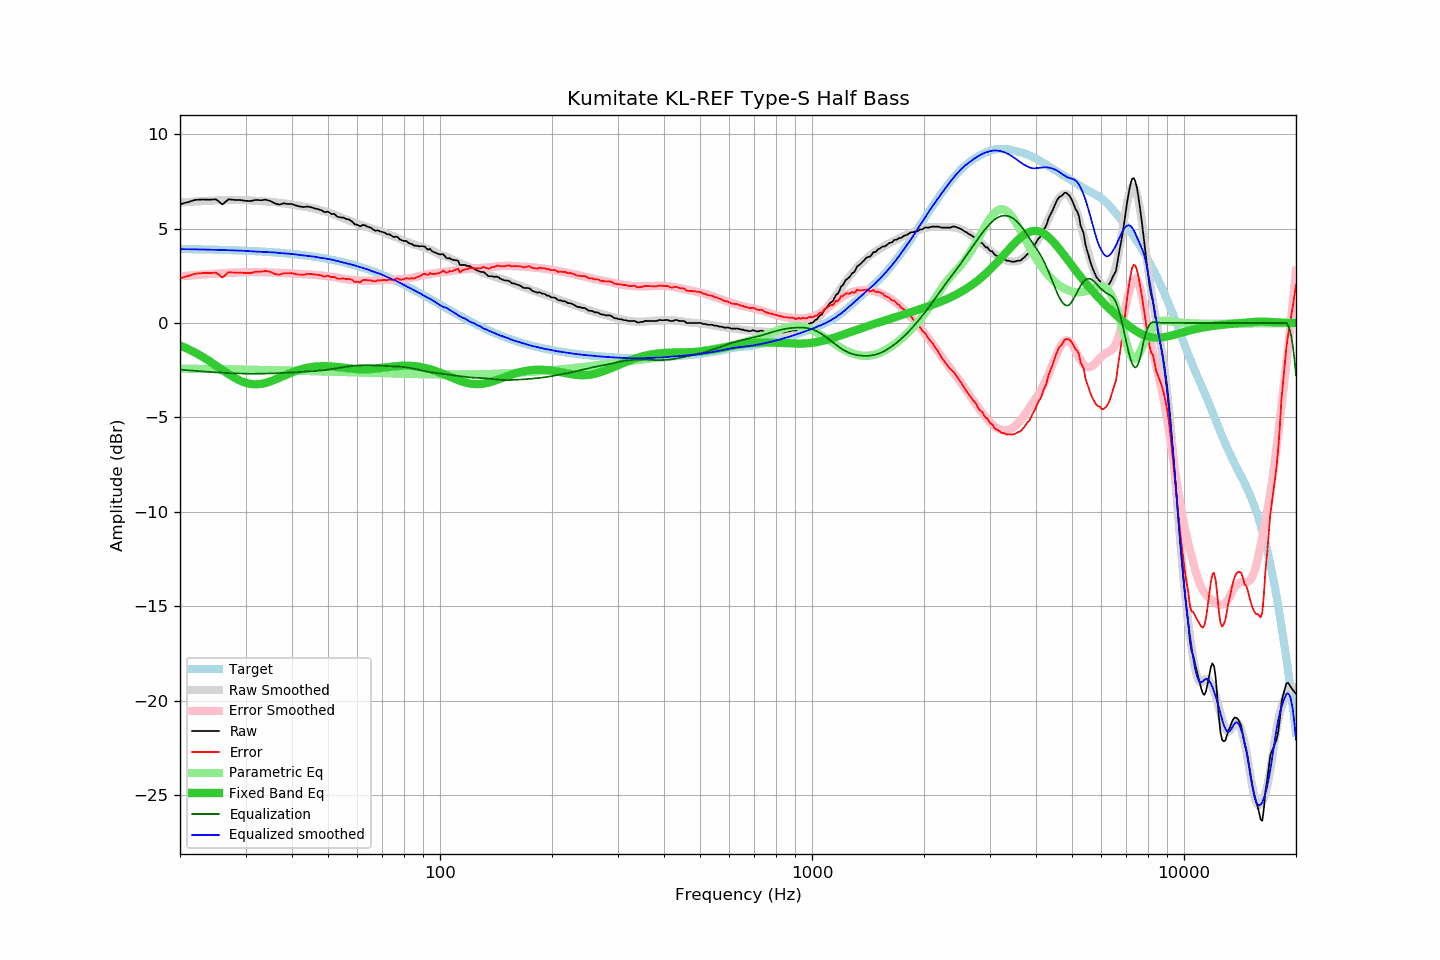 Kumitate KL-REF Type-S Half Bass
10
5
0
−5
−10
−15
−20
−25
Amplitude (dBr)
Target
Raw Smoothed
Error Smoothed
Raw
Error
Parametric Eq
Fixed Band Eq
Equalization
Equalized smoothed
100
1000
10000
Frequency (Hz)